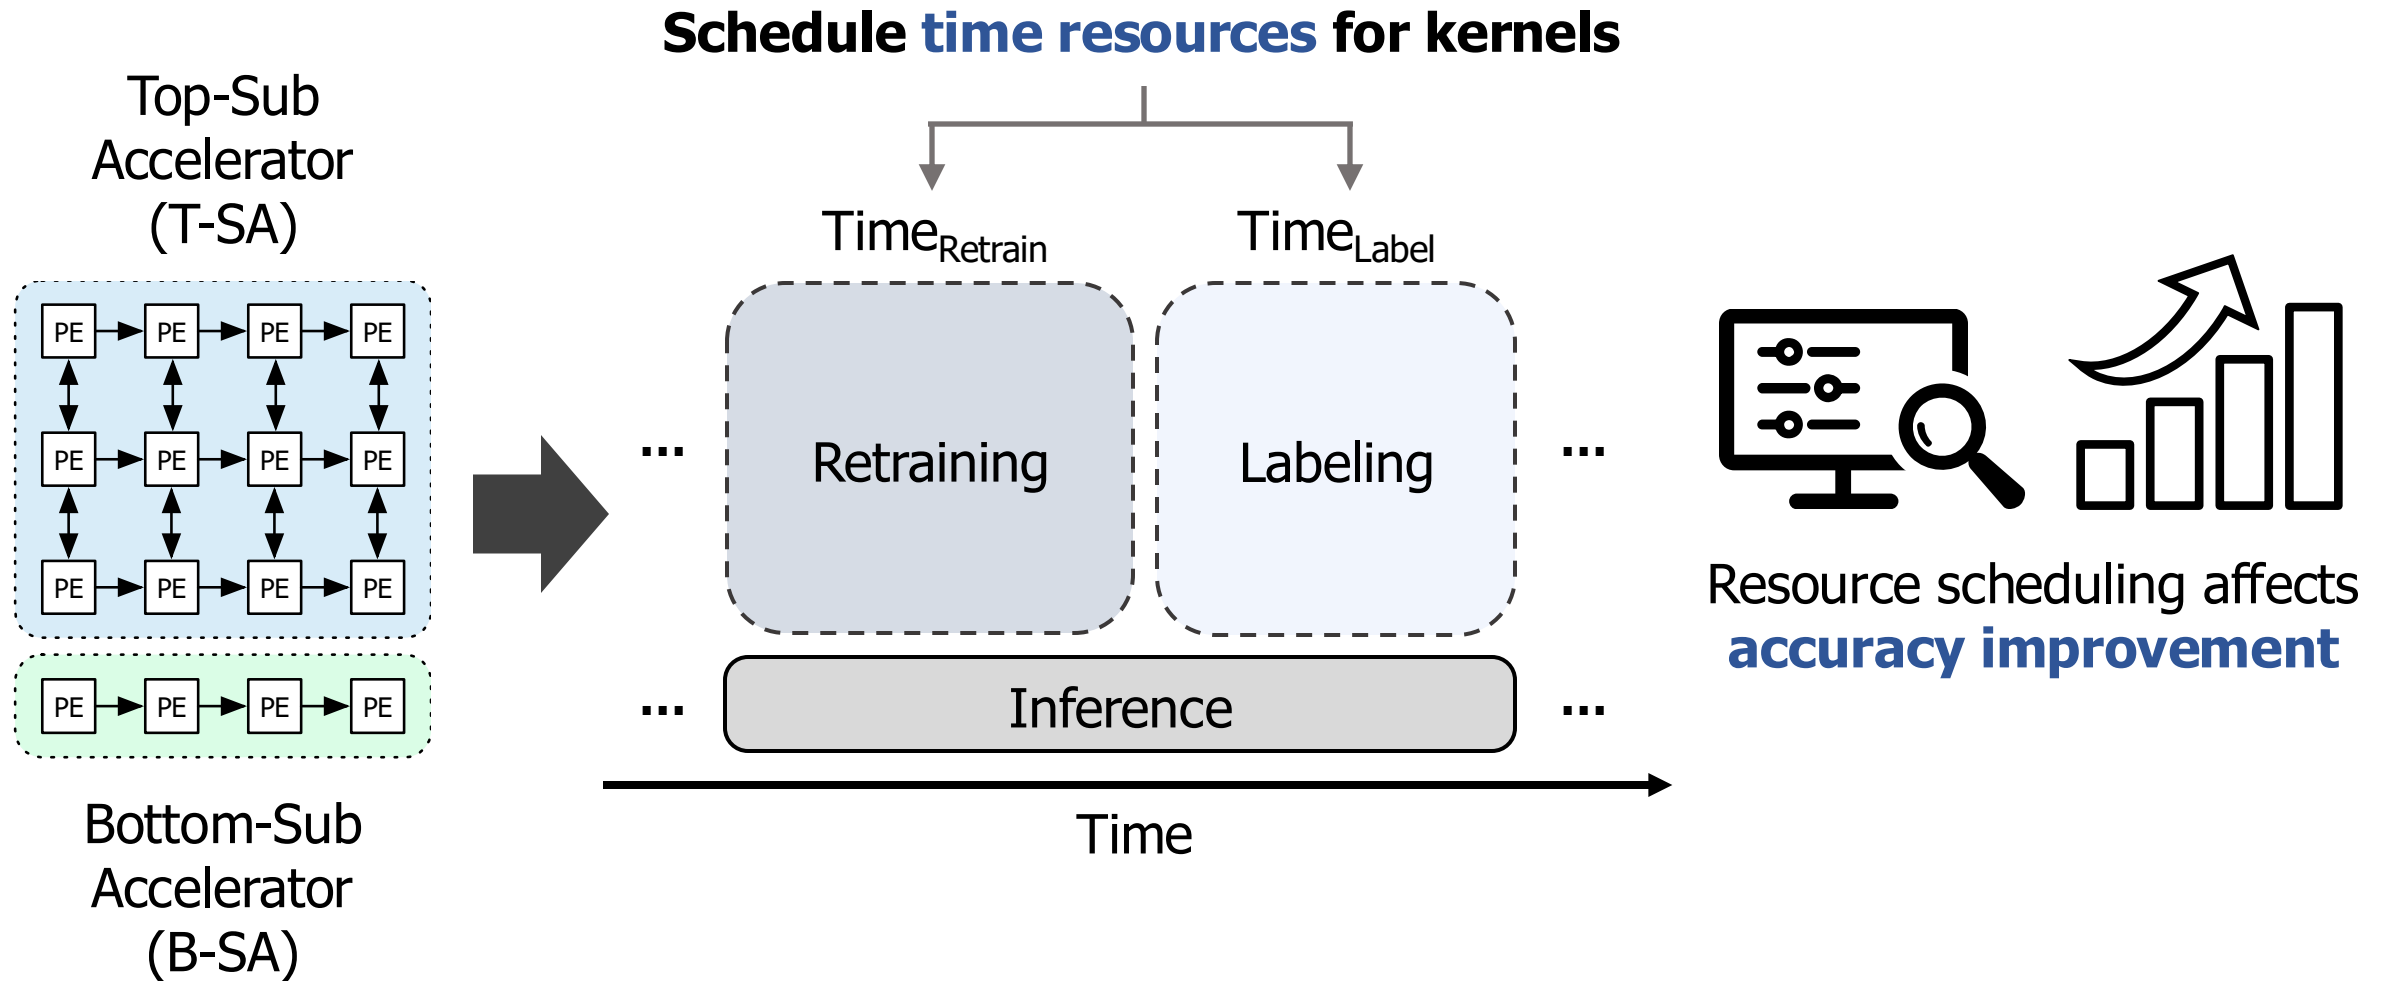 Schedule time resources for kernels
Top-Sub
Accelerator
(T-SA)
PE PE PE PE
PE PE PE PE
PE PE PE PE
PE PE PE PE
Bottom-Sub
Accelerator
(B-SA)
TimeRetrain TimeLabel
... Retraining Labeling ...
... Inference ...
Time
Resource scheduling affects
accuracy improvement